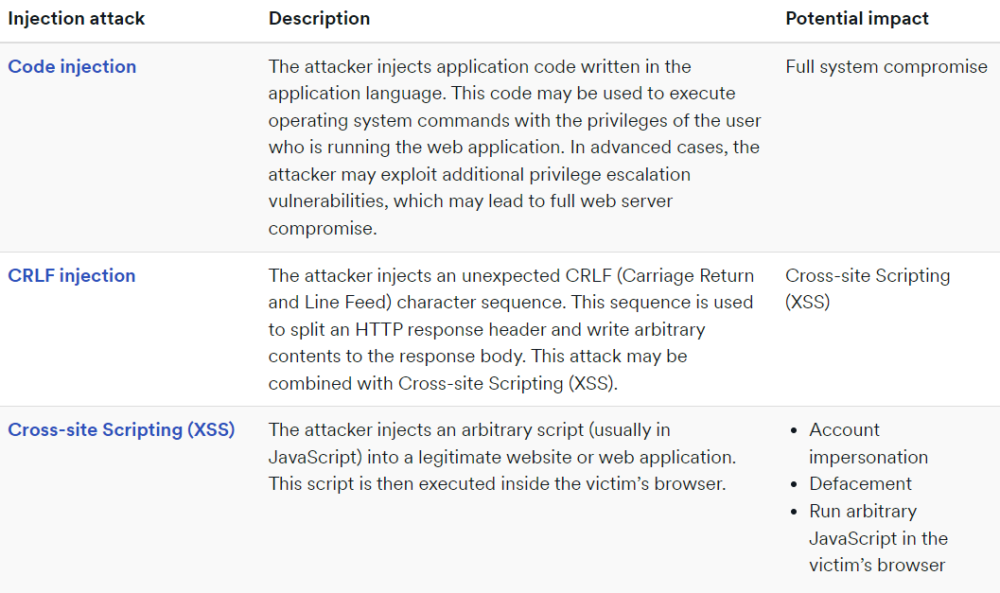 Injection attack Description Potential impact
Code injection
The attacker injects application code written in the
application language. This code may be used to execute
operating system commands with the privileges of the user
who is running the web application. In advanced cases, the
attacker may exploit additional privilege escalation
vulnerabilities, which may lead to full web server
compromise.
Full system compromise
CRLF injection
The attacker injects an unexpected CRLF (Carriage Return
and Line Feed) character sequence. This sequence is used
to split an HTTP response header and write arbitrary
contents to the response body. This attack may be
combined with Cross-site Scripting (XSS).
Cross-site Scripting
(XSS)
Cross-site Scripting (XSS)
The attacker injects an arbitrary script (usually in
JavaScript) into a legitimate website or web application.
This script is then executed inside the victim’s browser.
• Account
impersonation
• Defacement
• Run arbitrary
JavaScript in the
victim’s browser